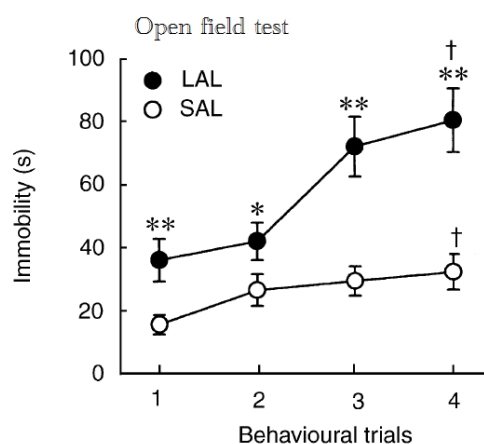 Open field test
100
80
60
40
20
0
Immobility (s)
LAL
SAL
**
*
**
†
**
†
1 2 3 4
Behavioural trials